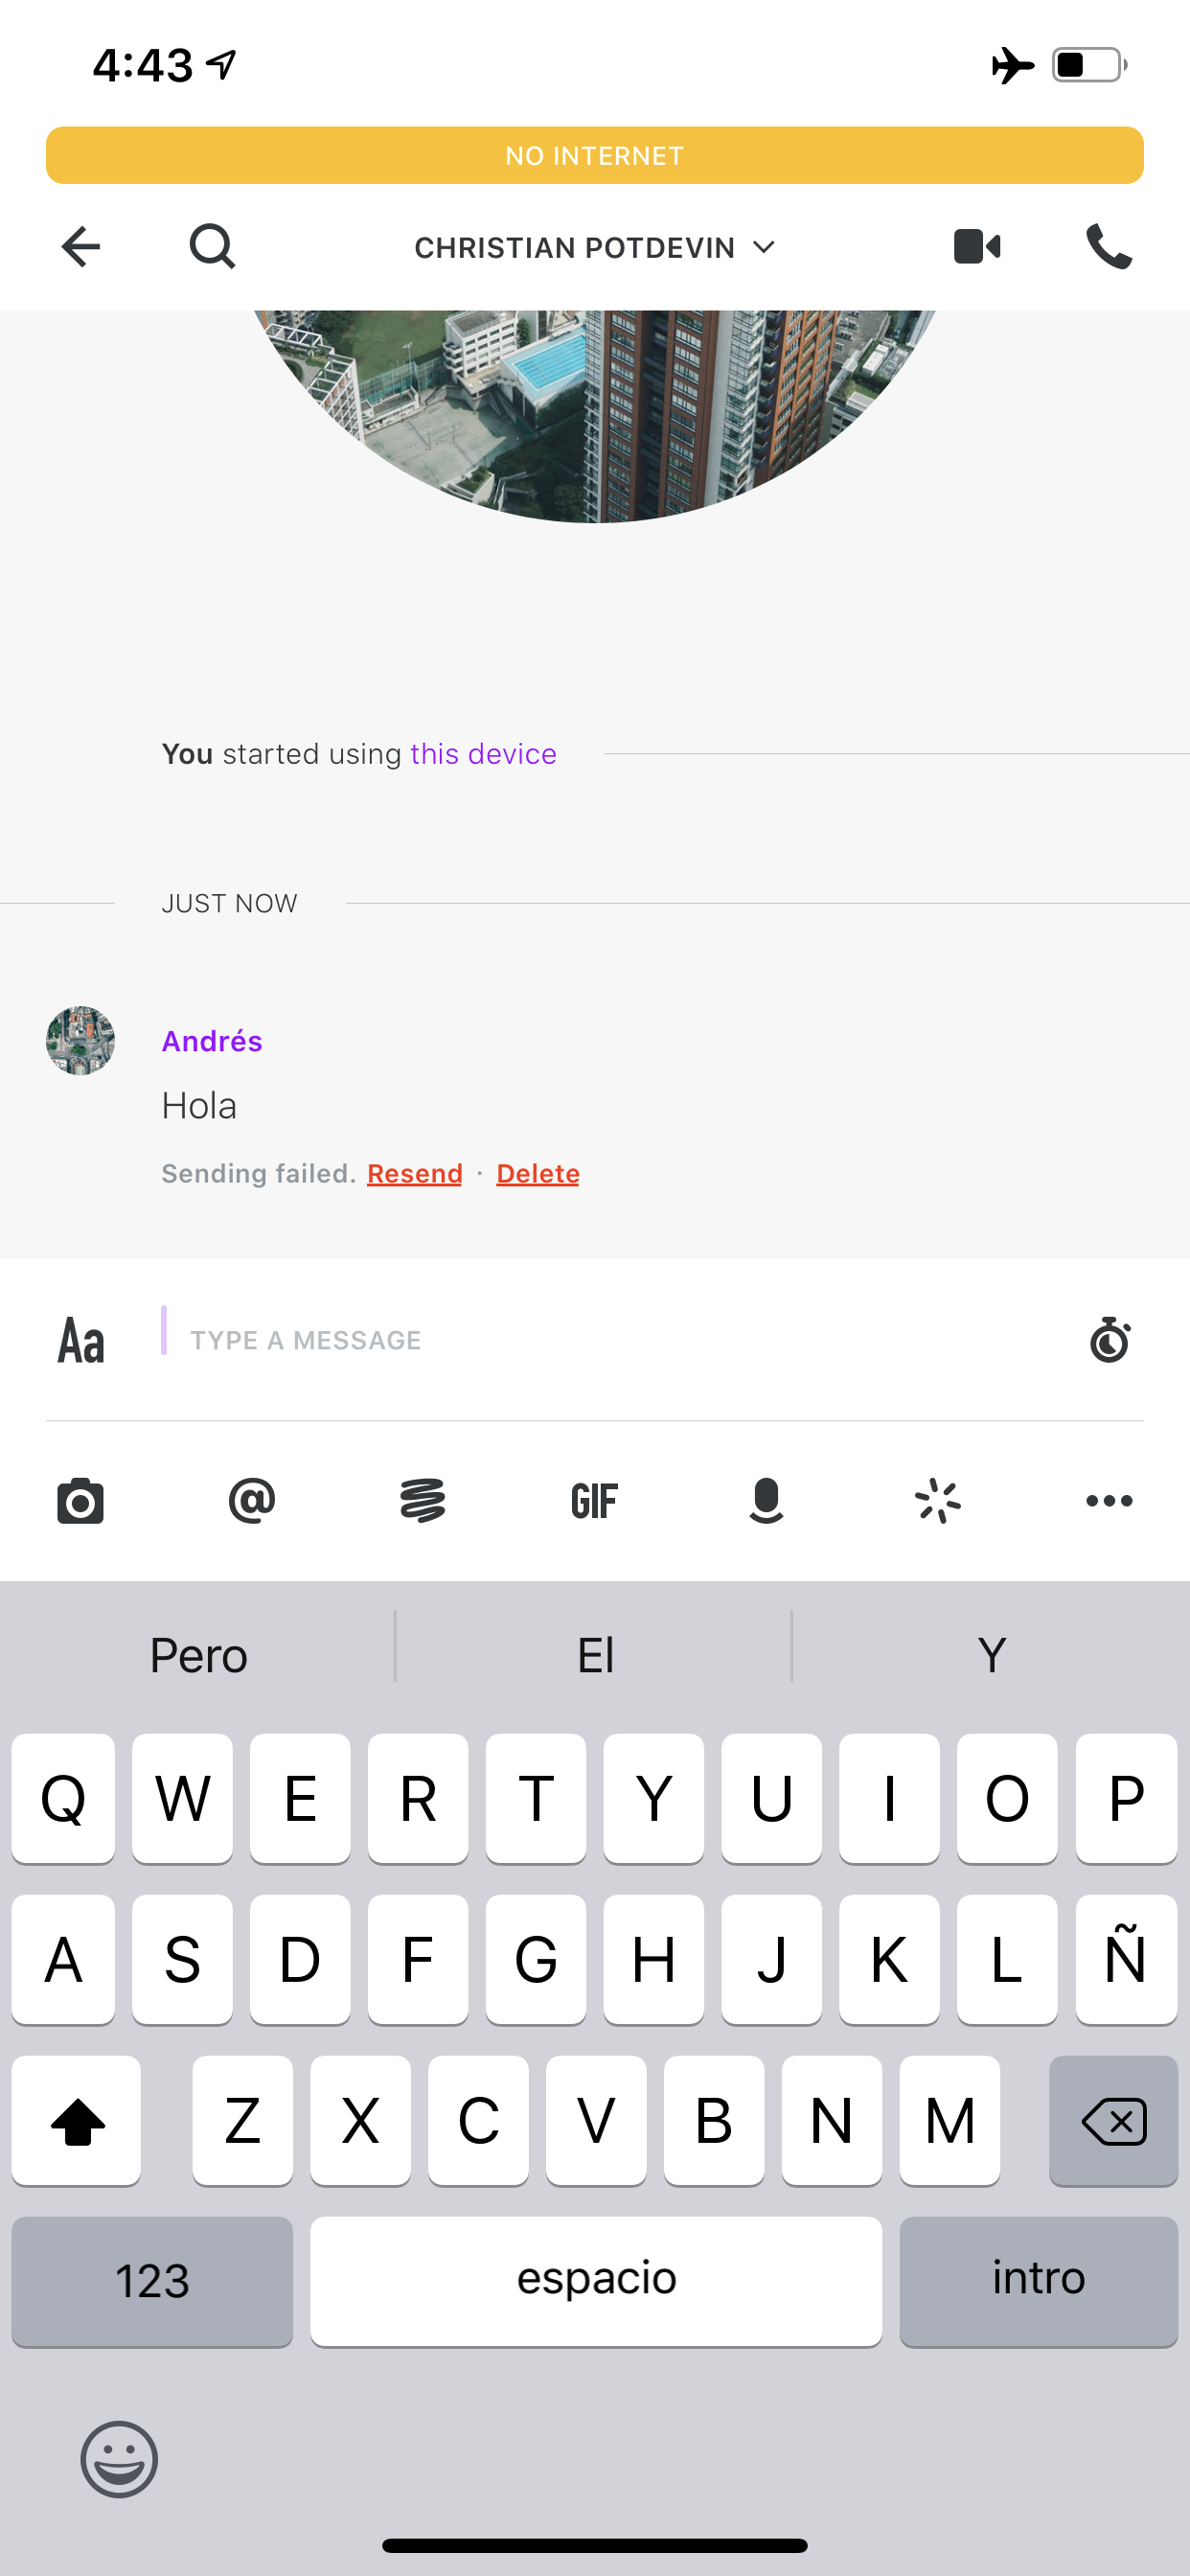 4:43
NO INTERNET
CHRISTIAN POTDEVIN
You started using this device
JUST NOW
Andrés
Hola
Sending failed. Resend · Delete
Aa TYPE A MESSAGE
@ GIF
Pero El Y
Q W E R T Y U I O P
A S D F G H J K L Ñ
Z X C V B N M
123 espacio intro